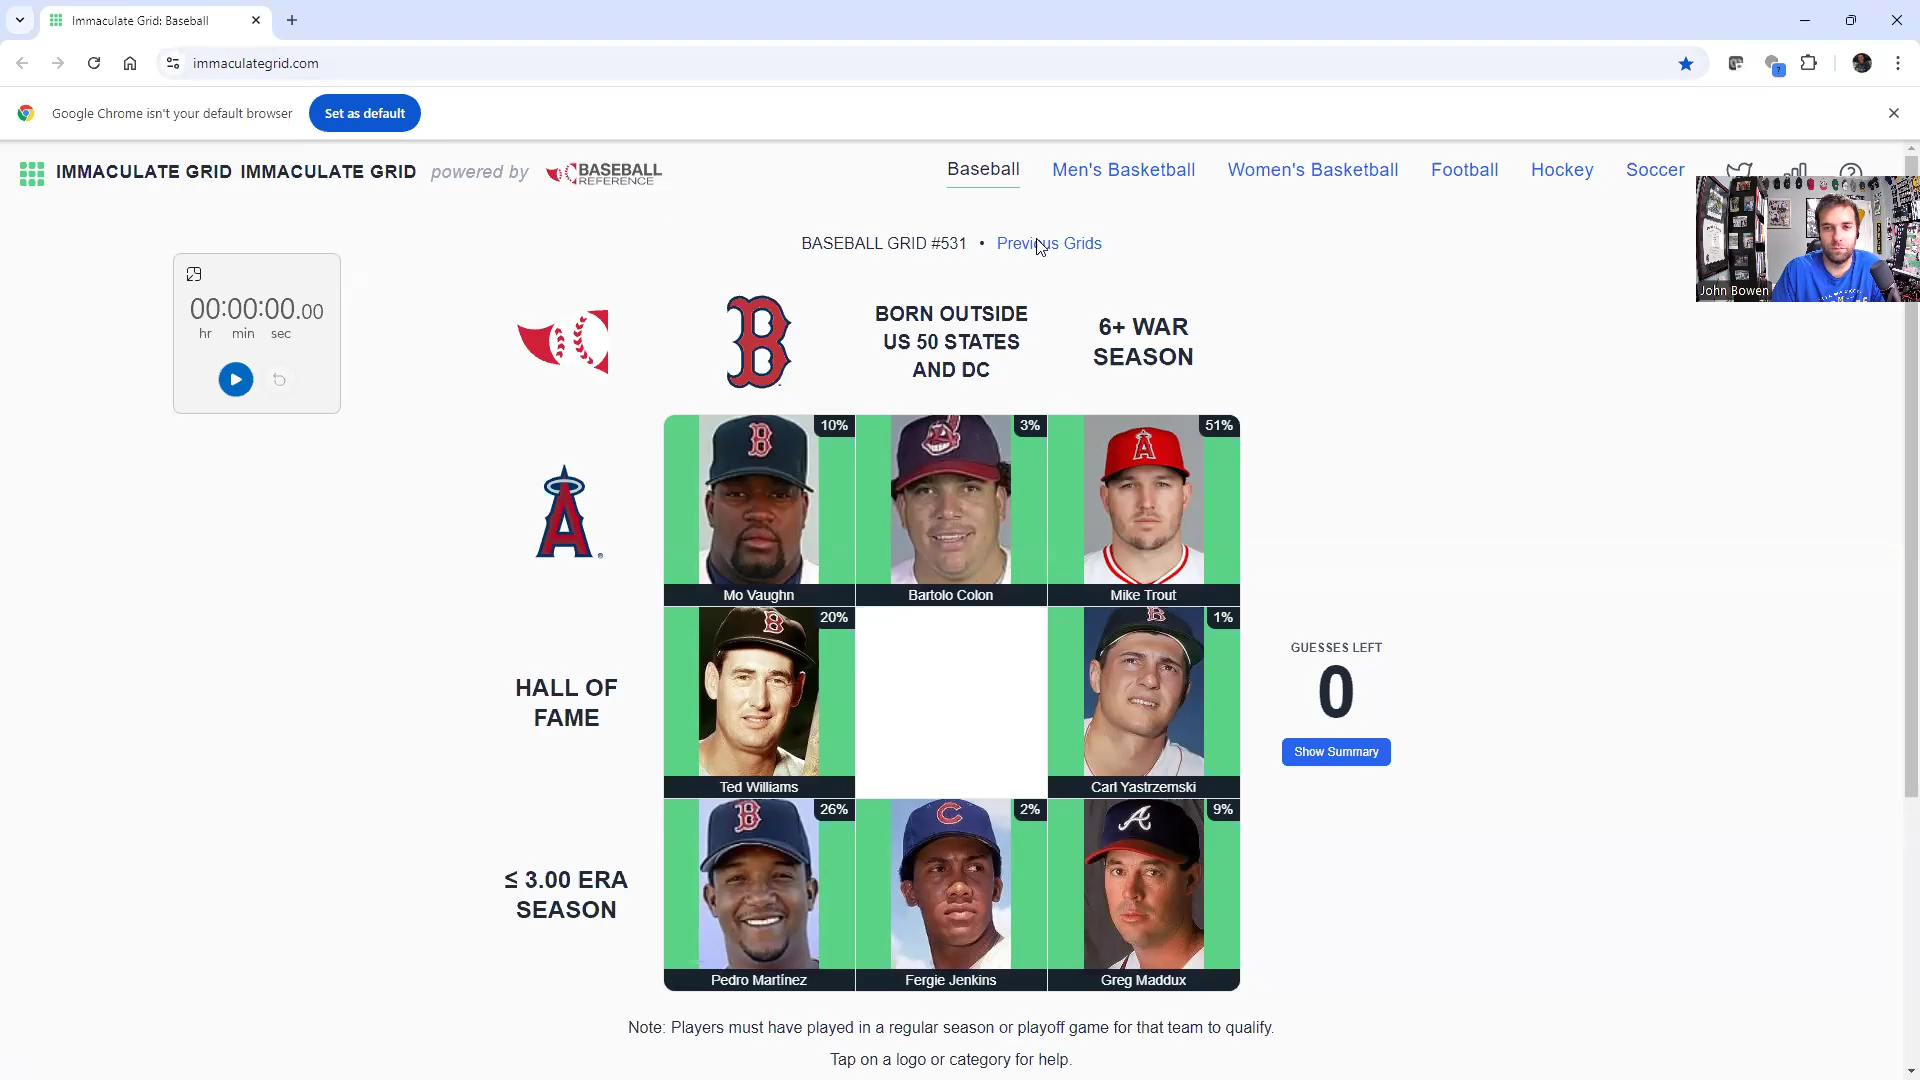 Immaculate Grid: Baseball
immaculategrid.com
?
Google Chrome isn't your default browser
Set as default
IMMACULATE GRID IMMACULATE GRID powered by BASEBALL REFERENCE
Baseball Men's Basketball Women's Basketball Football Hockey Soccer
John Bowen
BASEBALL GRID #531 • Previous Grids
00:00:00.00
hr min sec
B
BORN OUTSIDE
US 50 STATES
AND DC
6+ WAR
SEASON
A
10%
Mo Vaughn
3%
Bartolo Colon
51%
Mike Trout
HALL OF
FAME
20%
Ted Williams
1%
Carl Yastrzemski
GUESSES LEFT
0
Show Summary
≤ 3.00 ERA
SEASON
26%
Pedro Martínez
2%
Fergie Jenkins
9%
Greg Maddux
Note: Players must have played in a regular season or playoff game for that team to qualify.
Tap on a logo or category for help.